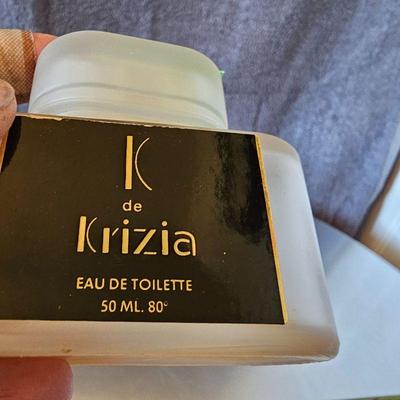 K
de
Krizia
EAU DE TOILETTE
50 ML. 80°